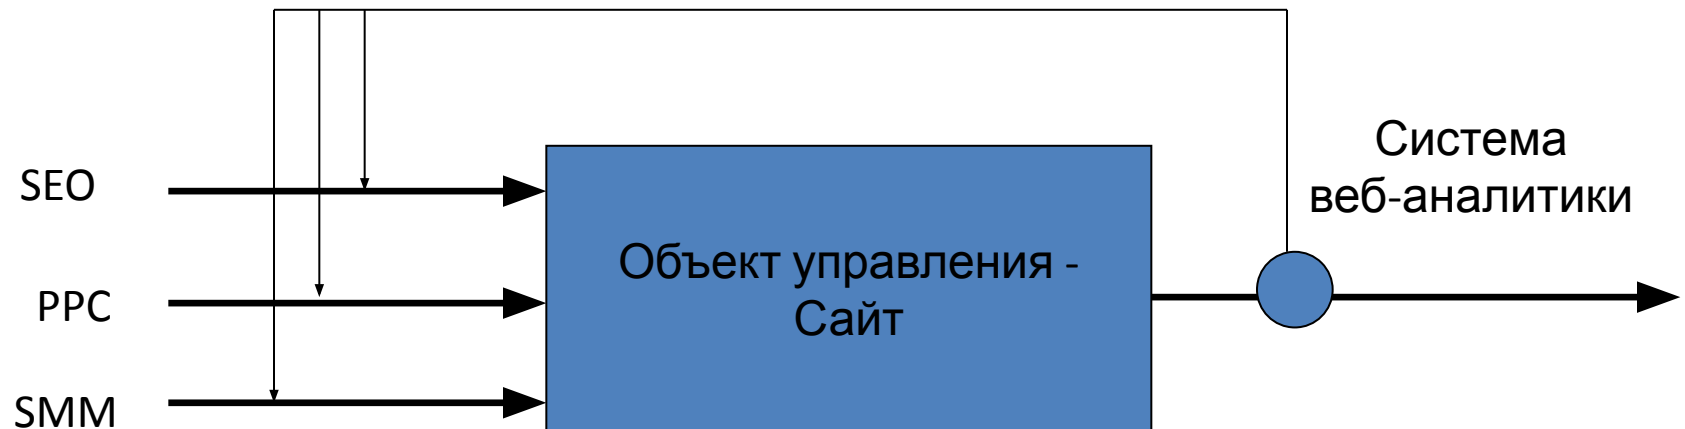 Система
веб-аналитики
SEO
Объект управления -
Сайт
PPC
SMM